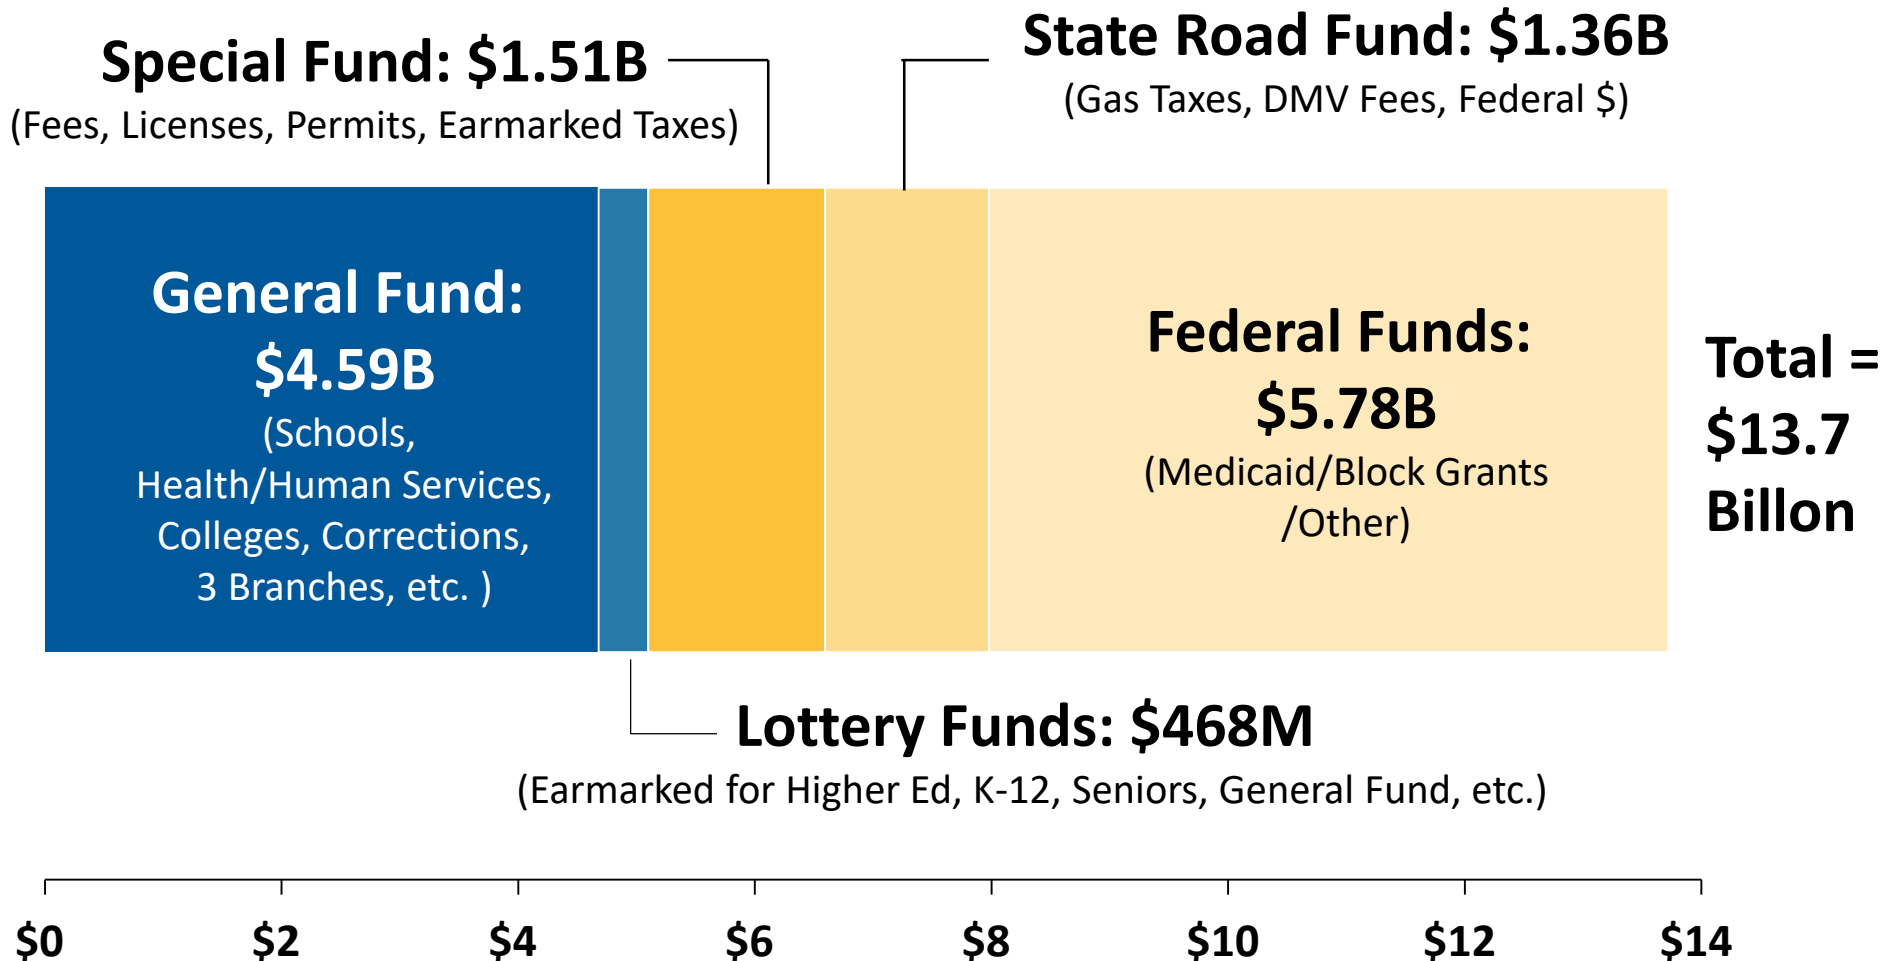 Special Fund: $1.51B
(Fees, Licenses, Permits, Earmarked Taxes)
State Road Fund: $1.36B
(Gas Taxes, DMV Fees, Federal $)
General Fund:
$4.59B
(Schools,
Health/Human Services,
Colleges, Corrections,
3 Branches, etc. )
Federal Funds:
$5.78B
(Medicaid/Block Grants
/Other)
Total =
$13.7
Billon
Lottery Funds: $468M
(Earmarked for Higher Ed, K-12, Seniors, General Fund, etc.)
$0 $2 $4 $6 $8 $10 $12 $14